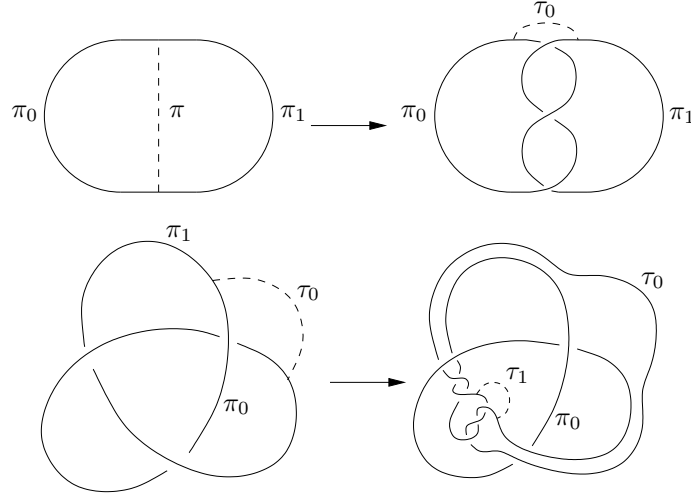 τ₀
π₀ π π₁ π₀ π₁
π₁
τ₀ τ₀
τ₁
π₀ π₀